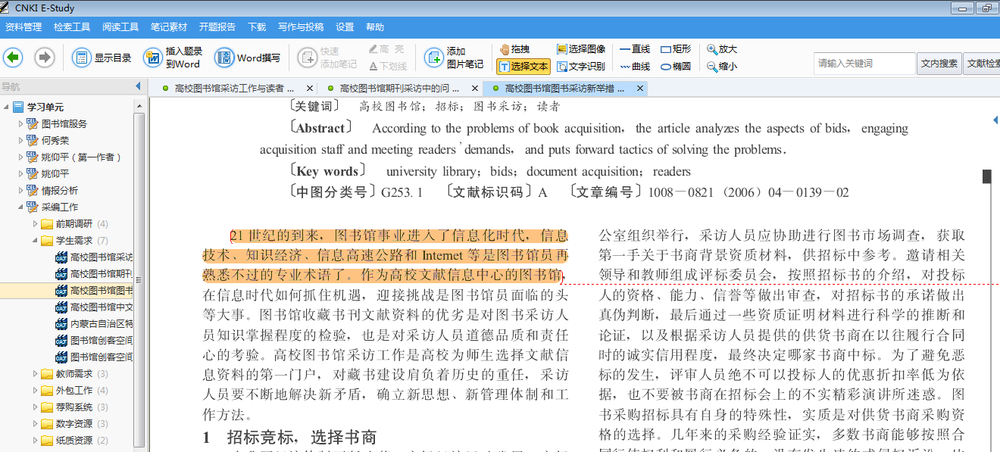 CNKI E-Study
资料管理 检索工具 阅读工具 笔记素材 开题报告 下载 写作与投稿 设置 帮助
显示目录 插入题录到Word Word撰写 快速添加笔记 高 亮 下划线 添加图片笔记 拖拽 选择文本 选择图像 文字识别 直线 曲线 矩形 椭圆 放大 缩小 请输入关键词 文内搜索 文献检索
导航
高校图书馆采访工作与读者 ... 高校图书馆期刊采访中的问 ... 高校图书馆图书采访新举措 ...
学习单元
图书馆服务
何秀荣
姚仰平（第一作者）
姚仰平
情报分析
采编工作
前期调研 (4)
学生需求 (7)
高校图书馆采访
高校图书馆期刊
高校图书馆图书
高校图书馆中文
内蒙古自治区特
图书馆创客空间
图书馆创客空间
教师需求 (3)
外包工作 (4)
荐购系统 (3)
数字资源 (3)
纸质资源 (2)
〔关键词〕 高校图书馆；招标；图书采访；读者
〔Abstract〕 According to the problems of book acquisition, the article analyzes the aspects of bids, engaging
acquisition staff and meeting readers' demands, and puts forward tactics of solving the problems.
〔Key words〕 university library; bids; document acquisition; readers
〔中图分类号〕G253. 1 〔文献标识码〕A 〔文章编号〕1008－0821（2006）04－0139－02
21 世纪的到来，图书馆事业进入了信息化时代，信息
技术、知识经济、信息高速公路和 Internet 等是图书馆员再
熟悉不过的专业术语了。作为高校文献信息中心的图书馆，
在信息时代如何抓住机遇，迎接挑战是图书馆员面临的头
等大事。图书馆收藏书刊文献资料的优劣是对图书采访人
员知识掌握程度的检验，也是对采访人员道德品质和责任
心的考验。高校图书馆采访工作是高校为师生选择文献信
息资料的第一门户，对藏书建设肩负着历史的重任，采访
人员要不断地解决新矛盾，确立新思想、新管理体制和工
作方法。
1 招标竞标，选择书商
公室组织举行，采访人员应协助进行图书市场调查，获取
第一手关于书商背景资质材料，供招标中参考。邀请相关
领导和教师组成评标委员会，按照招标书的介绍，对投标
人的资格、能力、信誉等做出审查，对招标书的承诺做出
真伪判断，最后通过一些资质证明材料进行科学的推断和
论证，以及根据采访人员提供的供货书商在以往履行合同
时的诚实信用程度，最终决定哪家书商中标。为了避免恶
标的发生，评审人员绝不可以投标人的优惠折扣率低为依
据，也不要被书商在招标会上的不实精彩演讲所迷惑。图
书采购招标具有自身的特殊性，实质是对供货书商采购资
格的选择。几年来的采购经验证实，多数书商能够按照合